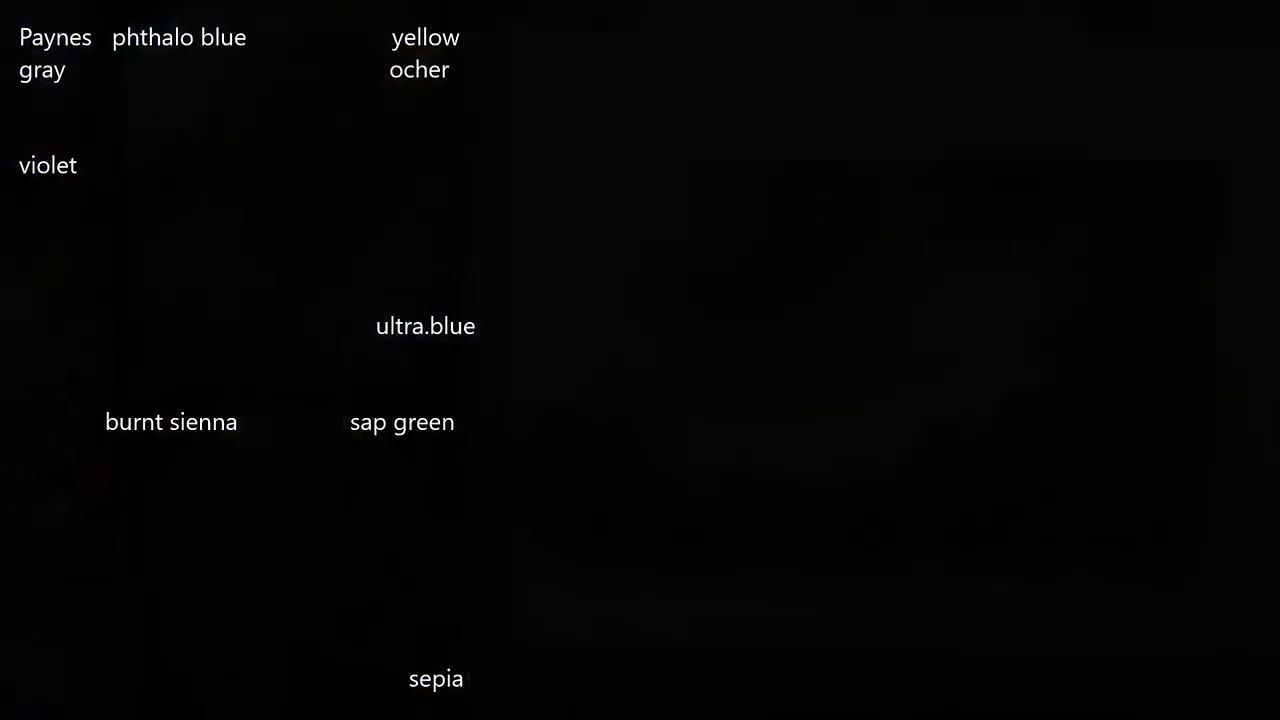 Paynes gray
phthalo blue
yellow ocher
violet
ultra.blue
burnt sienna
sap green
sepia